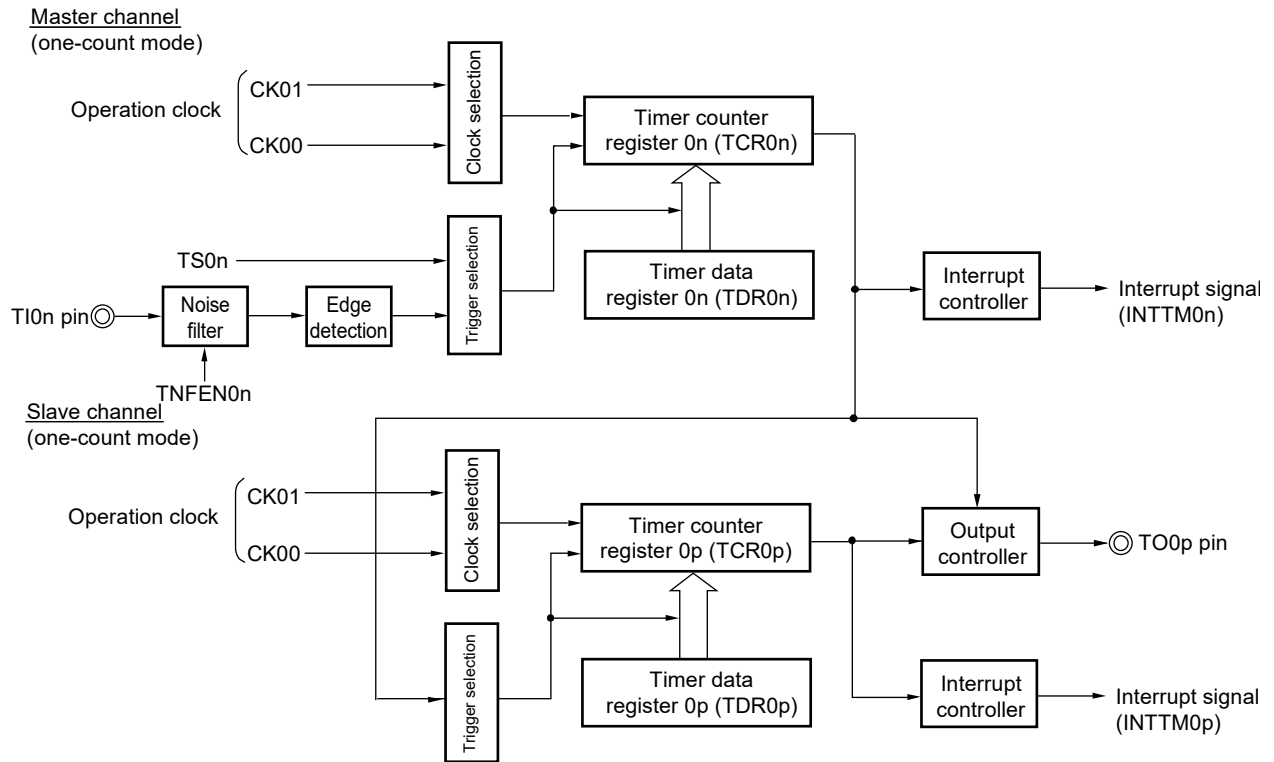 Master channel
(one-count mode)
Operation clock
CK01
CK00
Clock selection
Timer counter
register 0n (TCR0n)
TS0n
Trigger selection
Timer data
register 0n (TDR0n)
Interrupt
controller
Interrupt signal
(INTTM0n)
TI0n pin
Noise
filter
Edge
detection
TNFEN0n
Slave channel
(one-count mode)
Operation clock
CK01
CK00
Clock selection
Timer counter
register 0p (TCR0p)
Output
controller
TO0p pin
Trigger selection
Timer data
register 0p (TDR0p)
Interrupt
controller
Interrupt signal
(INTTM0p)